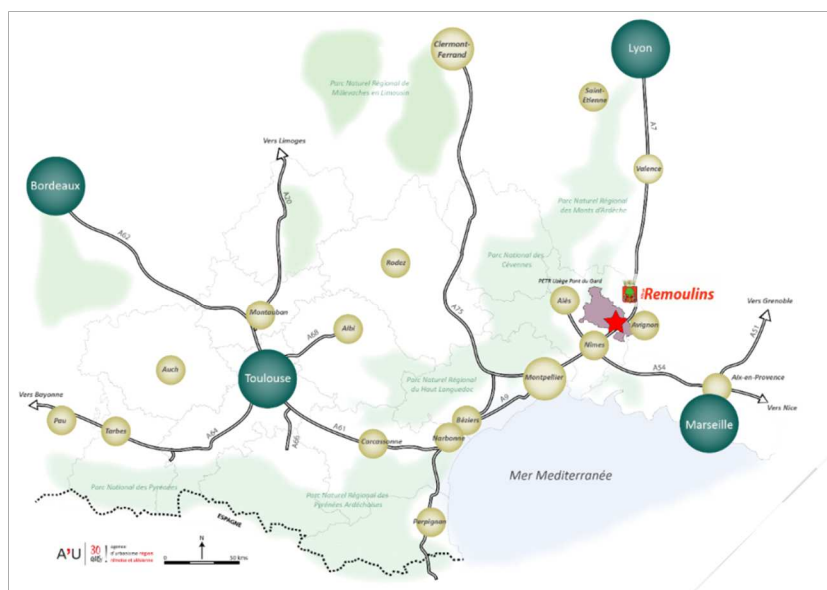 Clermont-
Ferrand
Lyon
Parc Naturel Régional de
Millevaches en Limousin
Saint-
Etienne
A7
Vers Limoges
Bordeaux
Valence
A20
Parc Naturel Régional
des Monts d'Ardèche
A62
Rodez
Parc National des
Cévennes
PETR Uzège Pont du Gard
Remoulins
Vers Grenoble
Alès
A75
Montauban
A68
Albi
Avignon
Nîmes
A51
Auch
Toulouse
Parc Naturel Régional
du Haut Languedoc
Montpellier
A54
Aix-en-Provence
Vers Bayonne
Vers Nice
Pau
Tarbes
A64
A66
A61
Carcassonne
Béziers
A9
Narbonne
Marseille
Mer Mediterranée
Parc National des Pyrénées
Parc Naturel Régional des
Pyrénées Ardéchoises
ESPAGNE
Perpignan
A'U
30
ans
agence
d'urbanisme région
nîmoise et alésienne
N
0
50 kms